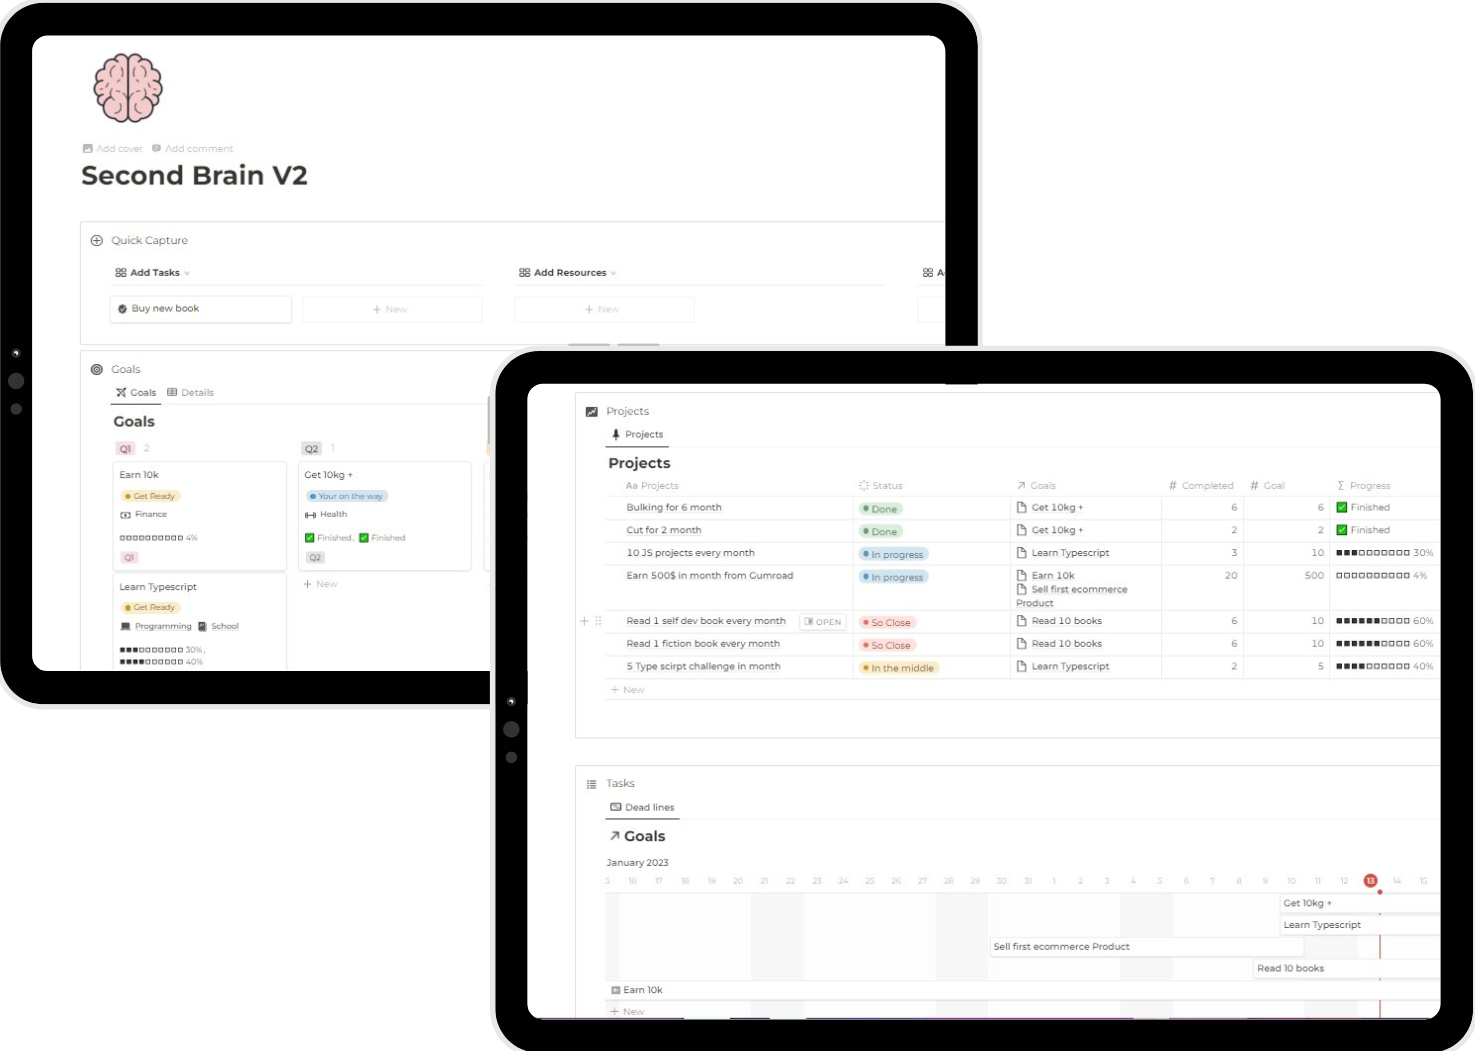 Add cover Add comment
Second Brain V2
Quick Capture
Add Tasks
Add Resources
Buy new book
+ New
+ New
Goals
Goals Details
Goals
Q1 2
Q2 1
Earn 10k
Get Ready
Finance
4%
Q1
Get 10kg +
Your on the way
Health
Finished, Finished
Q2
+ New
Learn Typescript
Get Ready
Programming School
30%,
40%
Projects
Projects
Projects
Aa Projects Status Goals # Completed # Goal Σ Progress
Bulking for 6 month Done Get 10kg + 6 6 Finished
Cut for 2 month Done Get 10kg + 2 2 Finished
10 JS projects every month In progress Learn Typescript 3 10 30%
Earn 500$ in month from Gumroad In progress Earn 10k 20 500 4%
Sell first ecommerce
Product
Read 1 self dev book every month OPEN So Close Read 10 books 6 10 60%
Read 1 fiction book every month So Close Read 10 books 6 10 60%
5 Type scirpt challenge in month In the middle Learn Typescript 2 5 40%
+ New
Tasks
Dead lines
Goals
January 2023
16 17 18 19 20 21 22 23 24 25 26 27 28 29 30 31 1 2 3 4 5 6 7 8 9 10 11 12 13 14 15
Get 10kg +
Learn Typescript
Sell first ecommerce Product
Read 10 books
Earn 10k
+ New